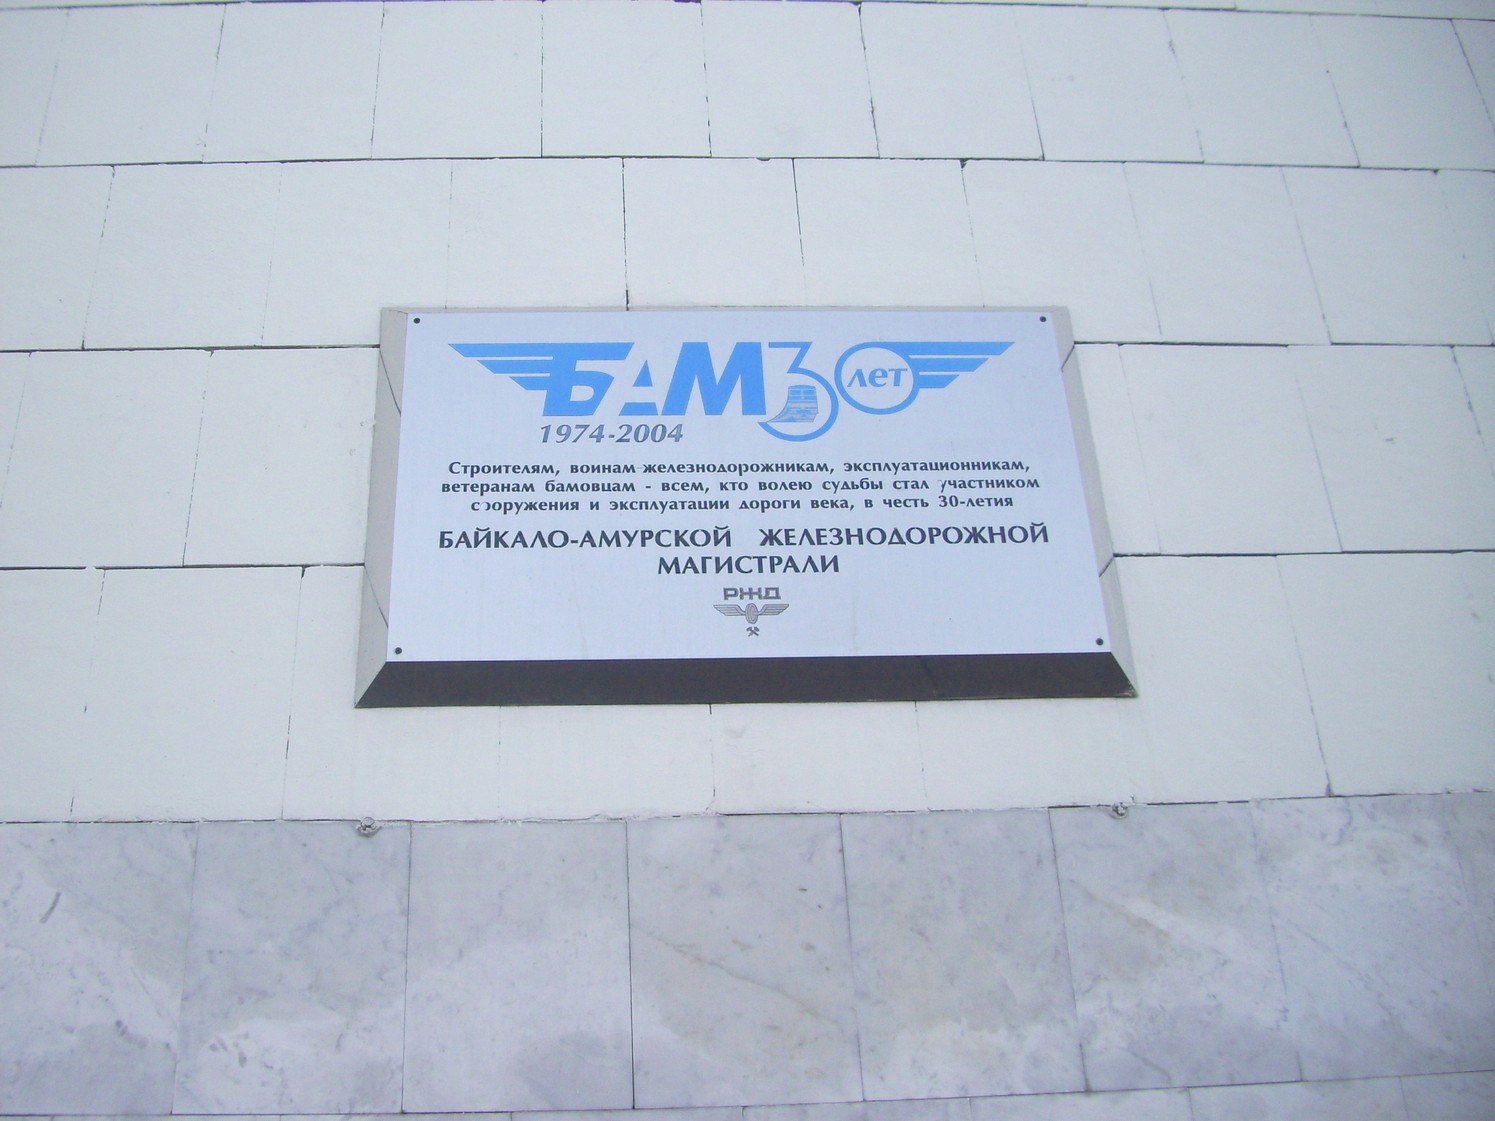 БАМ 30 лет
1974-2004
Строителям, воинам-железнодорожникам, эксплуатационникам,
ветеранам бамовцам - всем, кто волею судьбы стал участником
сооружения и эксплуатации дороги века, в честь 30-летия
БАЙКАЛО-АМУРСКОЙ ЖЕЛЕЗНОДОРОЖНОЙ
МАГИСТРАЛИ
РЖД